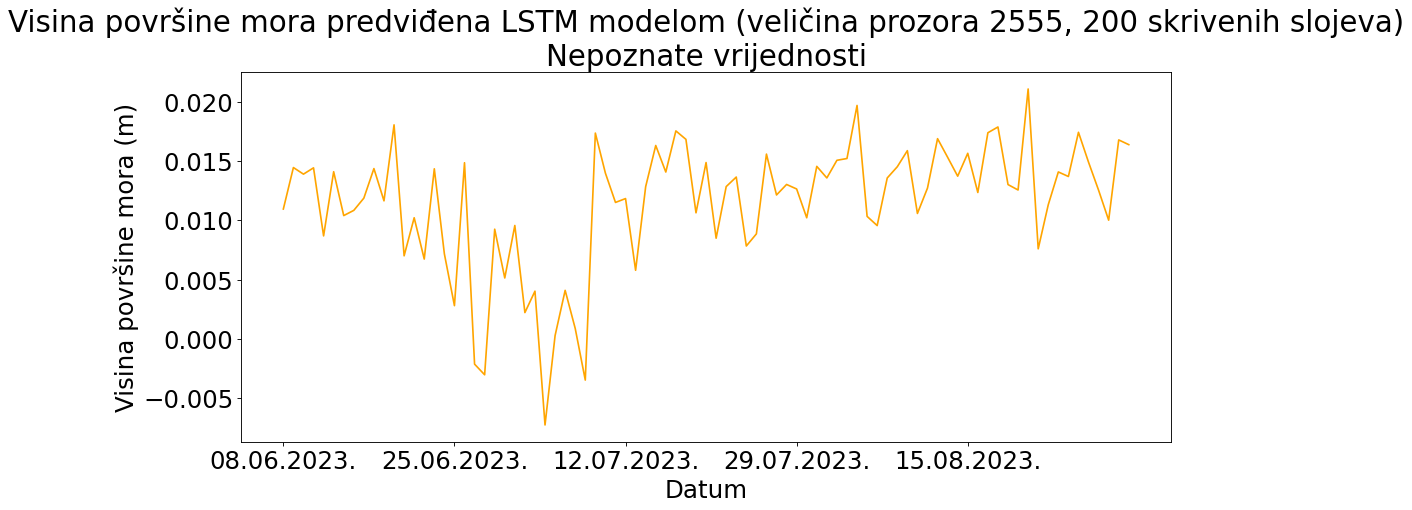 Visina površine mora predviđena LSTM modelom (veličina prozora 2555, 200 skrivenih slojeva)
Nepoznate vrijednosti
Visina površine mora (m)
0.020
0.015
0.010
0.005
0.000
−0.005
08.06.2023. 25.06.2023. 12.07.2023. 29.07.2023. 15.08.2023.
Datum